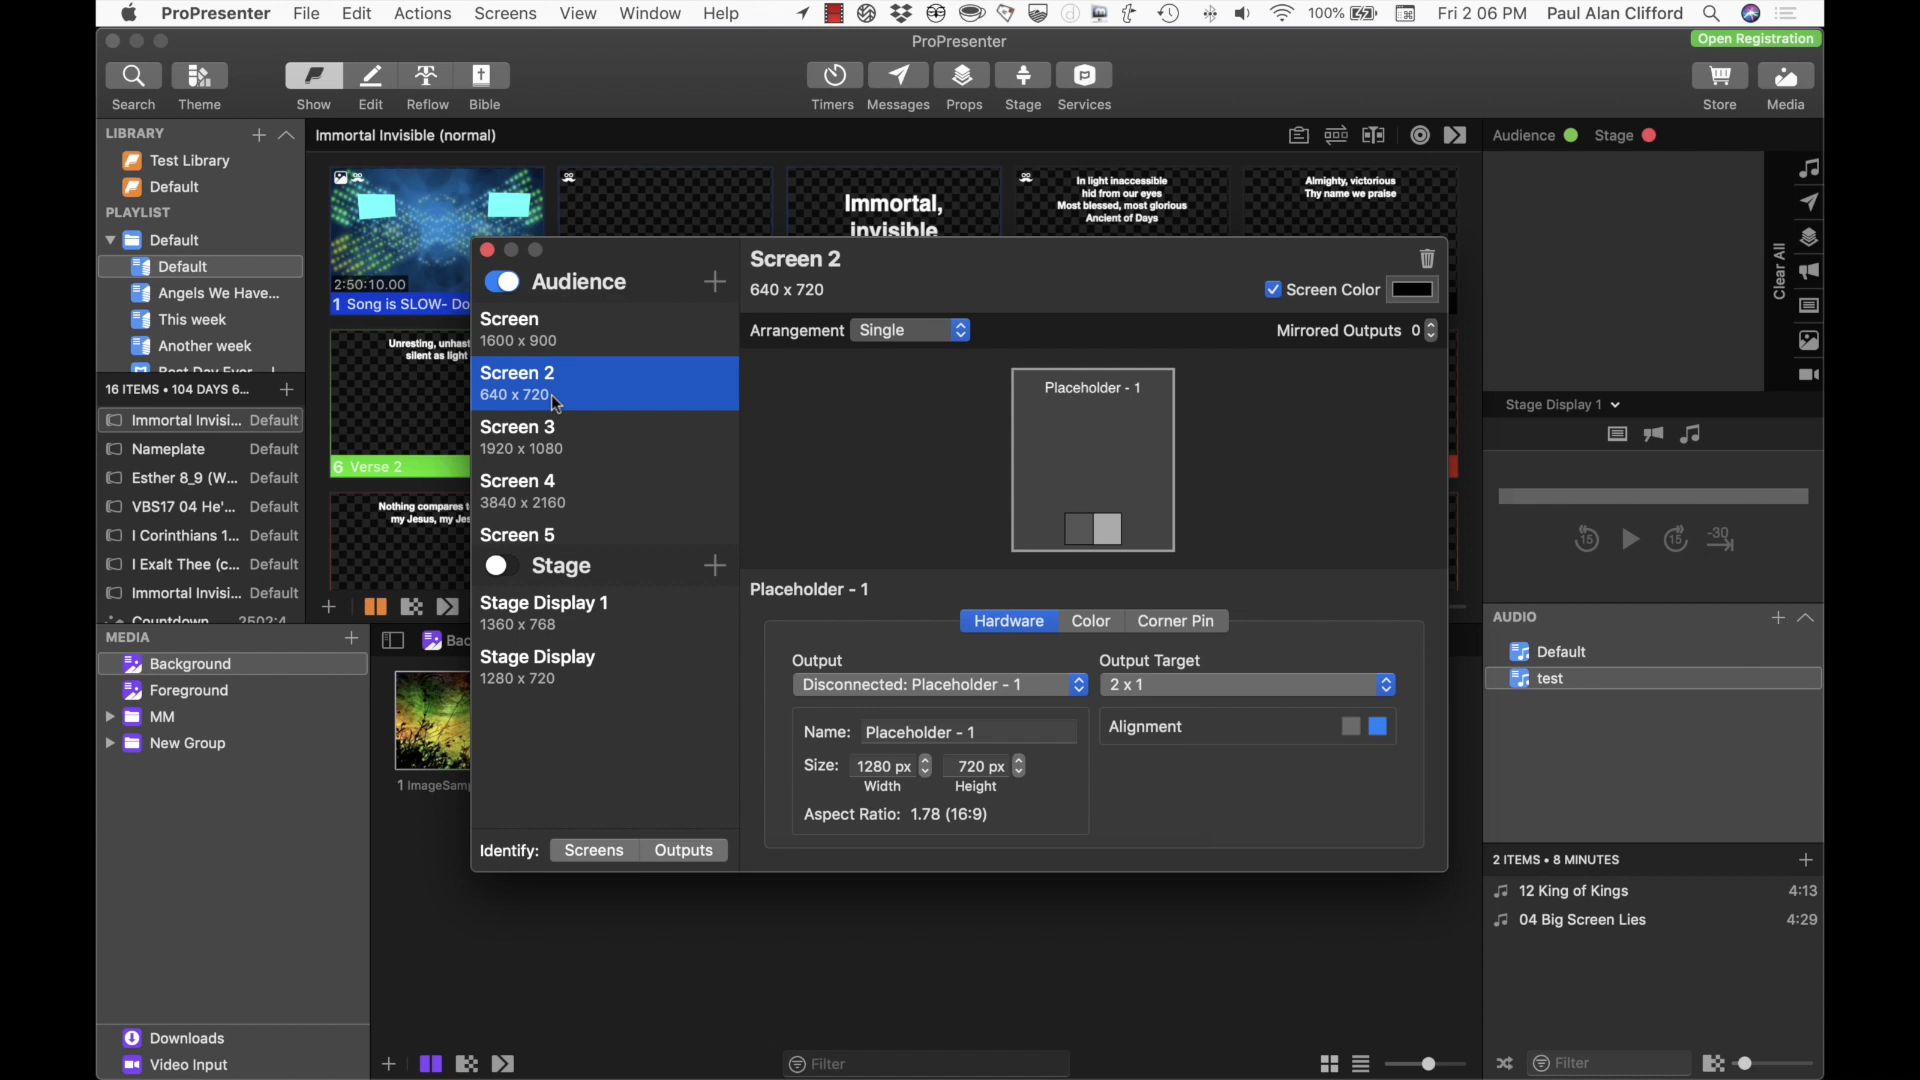 ProPresenter File Edit Actions Screens View Window Help 100% Fri 2 06 PM Paul Alan Clifford
ProPresenter
Open Registration
Search Theme Show Edit Reflow Bible Timers Messages Props Stage Services Store Media
LIBRARY
Test Library
Default
PLAYLIST
Default
Default
Angels We Have...
This week
Another week
16 ITEMS • 104 DAYS 6...
Immortal Invisi... Default
Nameplate Default
Esther 8_9 (W... Default
VBS17 04 He'... Default
I Corinthians 1... Default
I Exalt Thee (c... Default
Immortal Invisi... Default
MEDIA
Background
Foreground
MM
New Group
Downloads
Video Input
Immortal Invisible (normal)
2:50:10.00
1 Song is SLOW- Do
Immortal,
invisible
In light inaccessible
hid from our eyes
Most blessed, most glorious
Ancient of Days
Almighty, victorious
Thy name we praise
Unresting, unhast
silent as light
6 Verse 2
Nothing compares t
my Jesus, my Jes
Bac
1 ImageSam
Filter
Audience
Screen
1600 x 900
Screen 2
640 x 720
Screen 3
1920 x 1080
Screen 4
3840 x 2160
Screen 5
Stage
Stage Display 1
1360 x 768
Stage Display
1280 x 720
Identify: Screens Outputs
Screen 2
640 x 720
Screen Color
Arrangement Single
Mirrored Outputs 0
Placeholder - 1
Placeholder - 1
Hardware Color Corner Pin
Output
Disconnected: Placeholder - 1
Name: Placeholder - 1
Size: 1280 px 720 px
Width Height
Aspect Ratio: 1.78 (16:9)
Output Target
2 x 1
Alignment
Audience Stage
Clear All
Stage Display 1
15 15 -30
AUDIO
Default
test
2 ITEMS • 8 MINUTES
12 King of Kings 4:13
04 Big Screen Lies 4:29
Filter